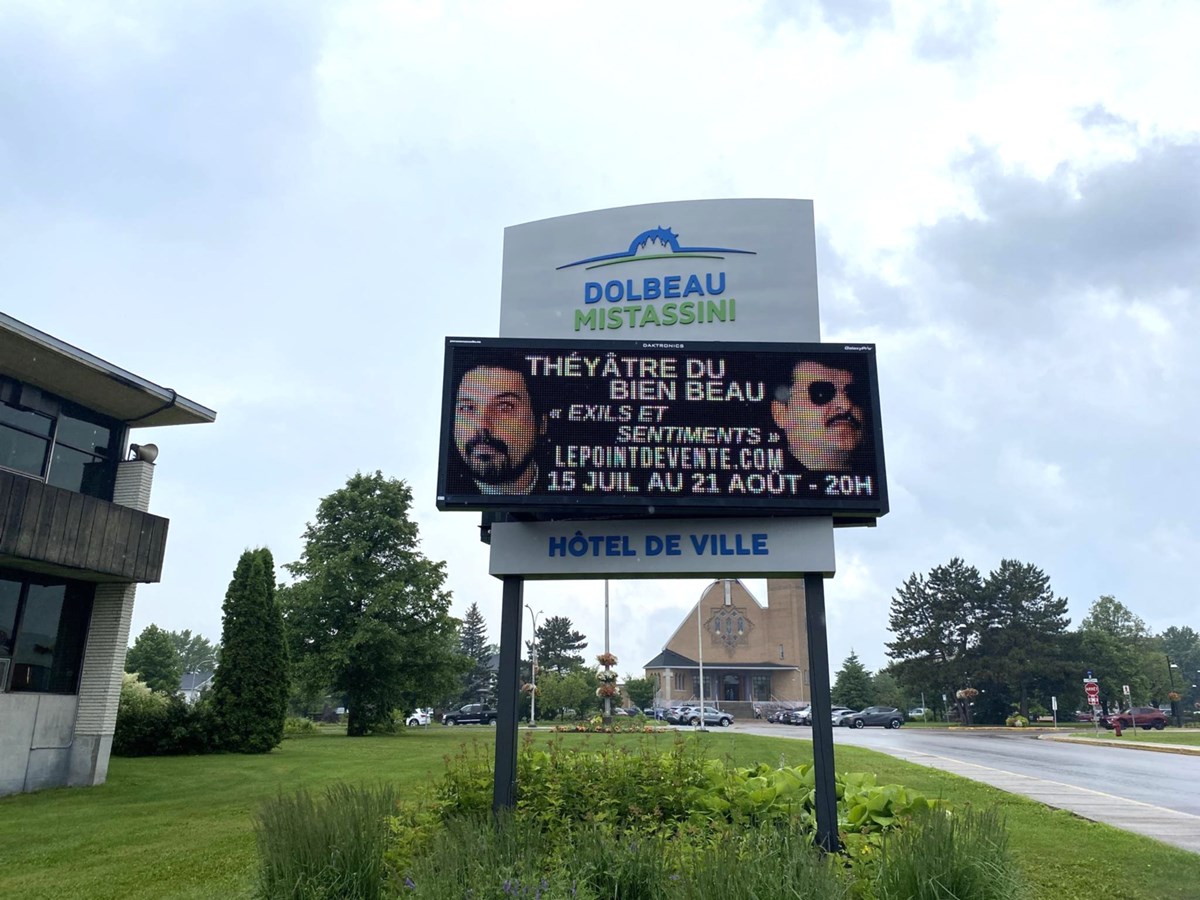 DOLBEAU
MISTASSINI
DAKTRONICS
THÉYÂTRE DU
BIEN BEAU
« EXILS ET
SENTIMENTS »
LEPOINTDEVENTE.COM
15 JUIL AU 21 AOÛT - 20H
HÔTEL DE VILLE